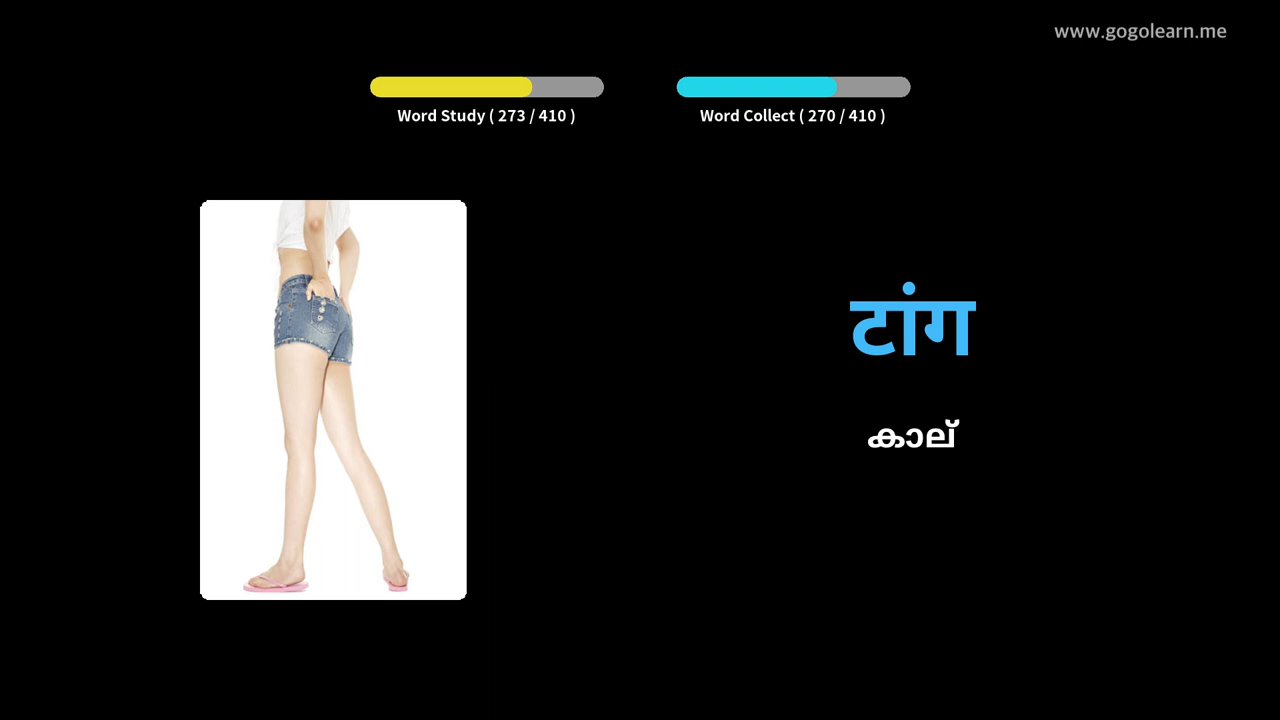 www.gogolearn.me
Word Study ( 273 / 410 )
Word Collect ( 270 / 410 )
टांग
കാല്